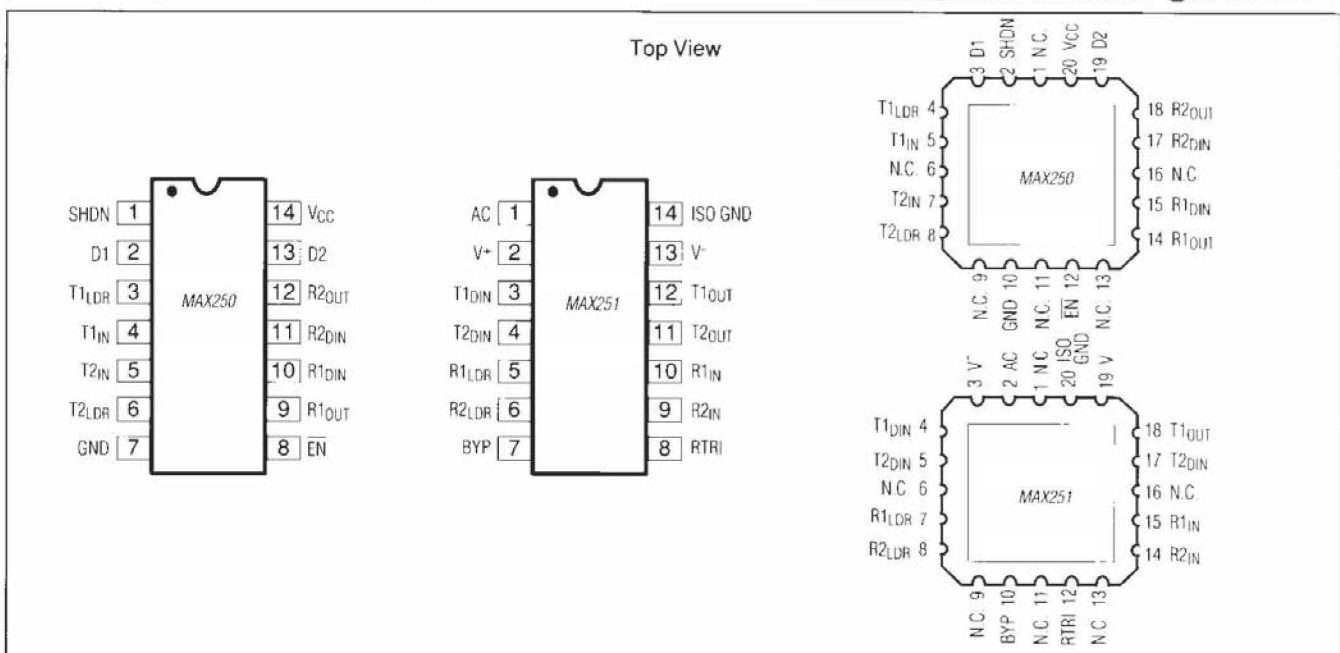 Top View
SHDN 1
D1 2
T1LDR 3
T1IN 4
T2IN 5
T2LDR 6
GND 7
MAX250
14 VCC
13 D2
12 R2OUT
11 R2DIN
10 R1DIN
9 R1OUT
8 EN
AC 1
V+ 2
T1DIN 3
T2DIN 4
R1LDR 5
R2LDR 6
BYP 7
MAX251
14 ISO GND
13 V-
12 T1OUT
11 T2OUT
10 R1IN
9 R2IN
8 RTRI
3 D1
2 SHDN
1 N.C.
20 VCC
19 D2
T1LDR 4
T1IN 5
N.C. 6
T2IN 7
T2LDR 8
MAX250
18 R2OUT
17 R2DIN
16 N.C
15 R1DIN
14 R1OUT
N.C. 9
GND 10
N.C. 11
EN 12
N.C. 13
3 V-
2 AC
1 N.C
20 ISO GND
19 V
T1DIN 4
T2DIN 5
N.C 6
R1LDR 7
R2LDR 8
MAX251
18 T1OUT
17 T2DIN
16 N.C
15 R1IN
14 R2IN
N.C. 9
BYP 10
N.C. 11
RTRI 12
N.C. 13